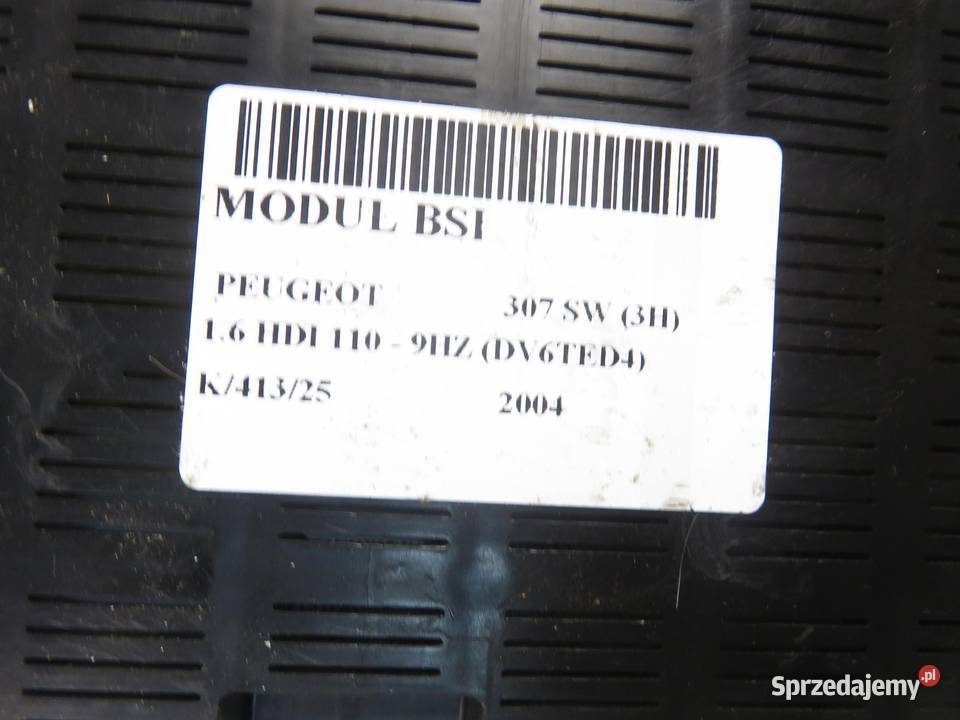 MODUL BSI
PEUGEOT 307 SW (3H)
1.6 HDI 110 - 9HZ (DV6TED4)
K/413/25 2004
Sprzedajemy.pl